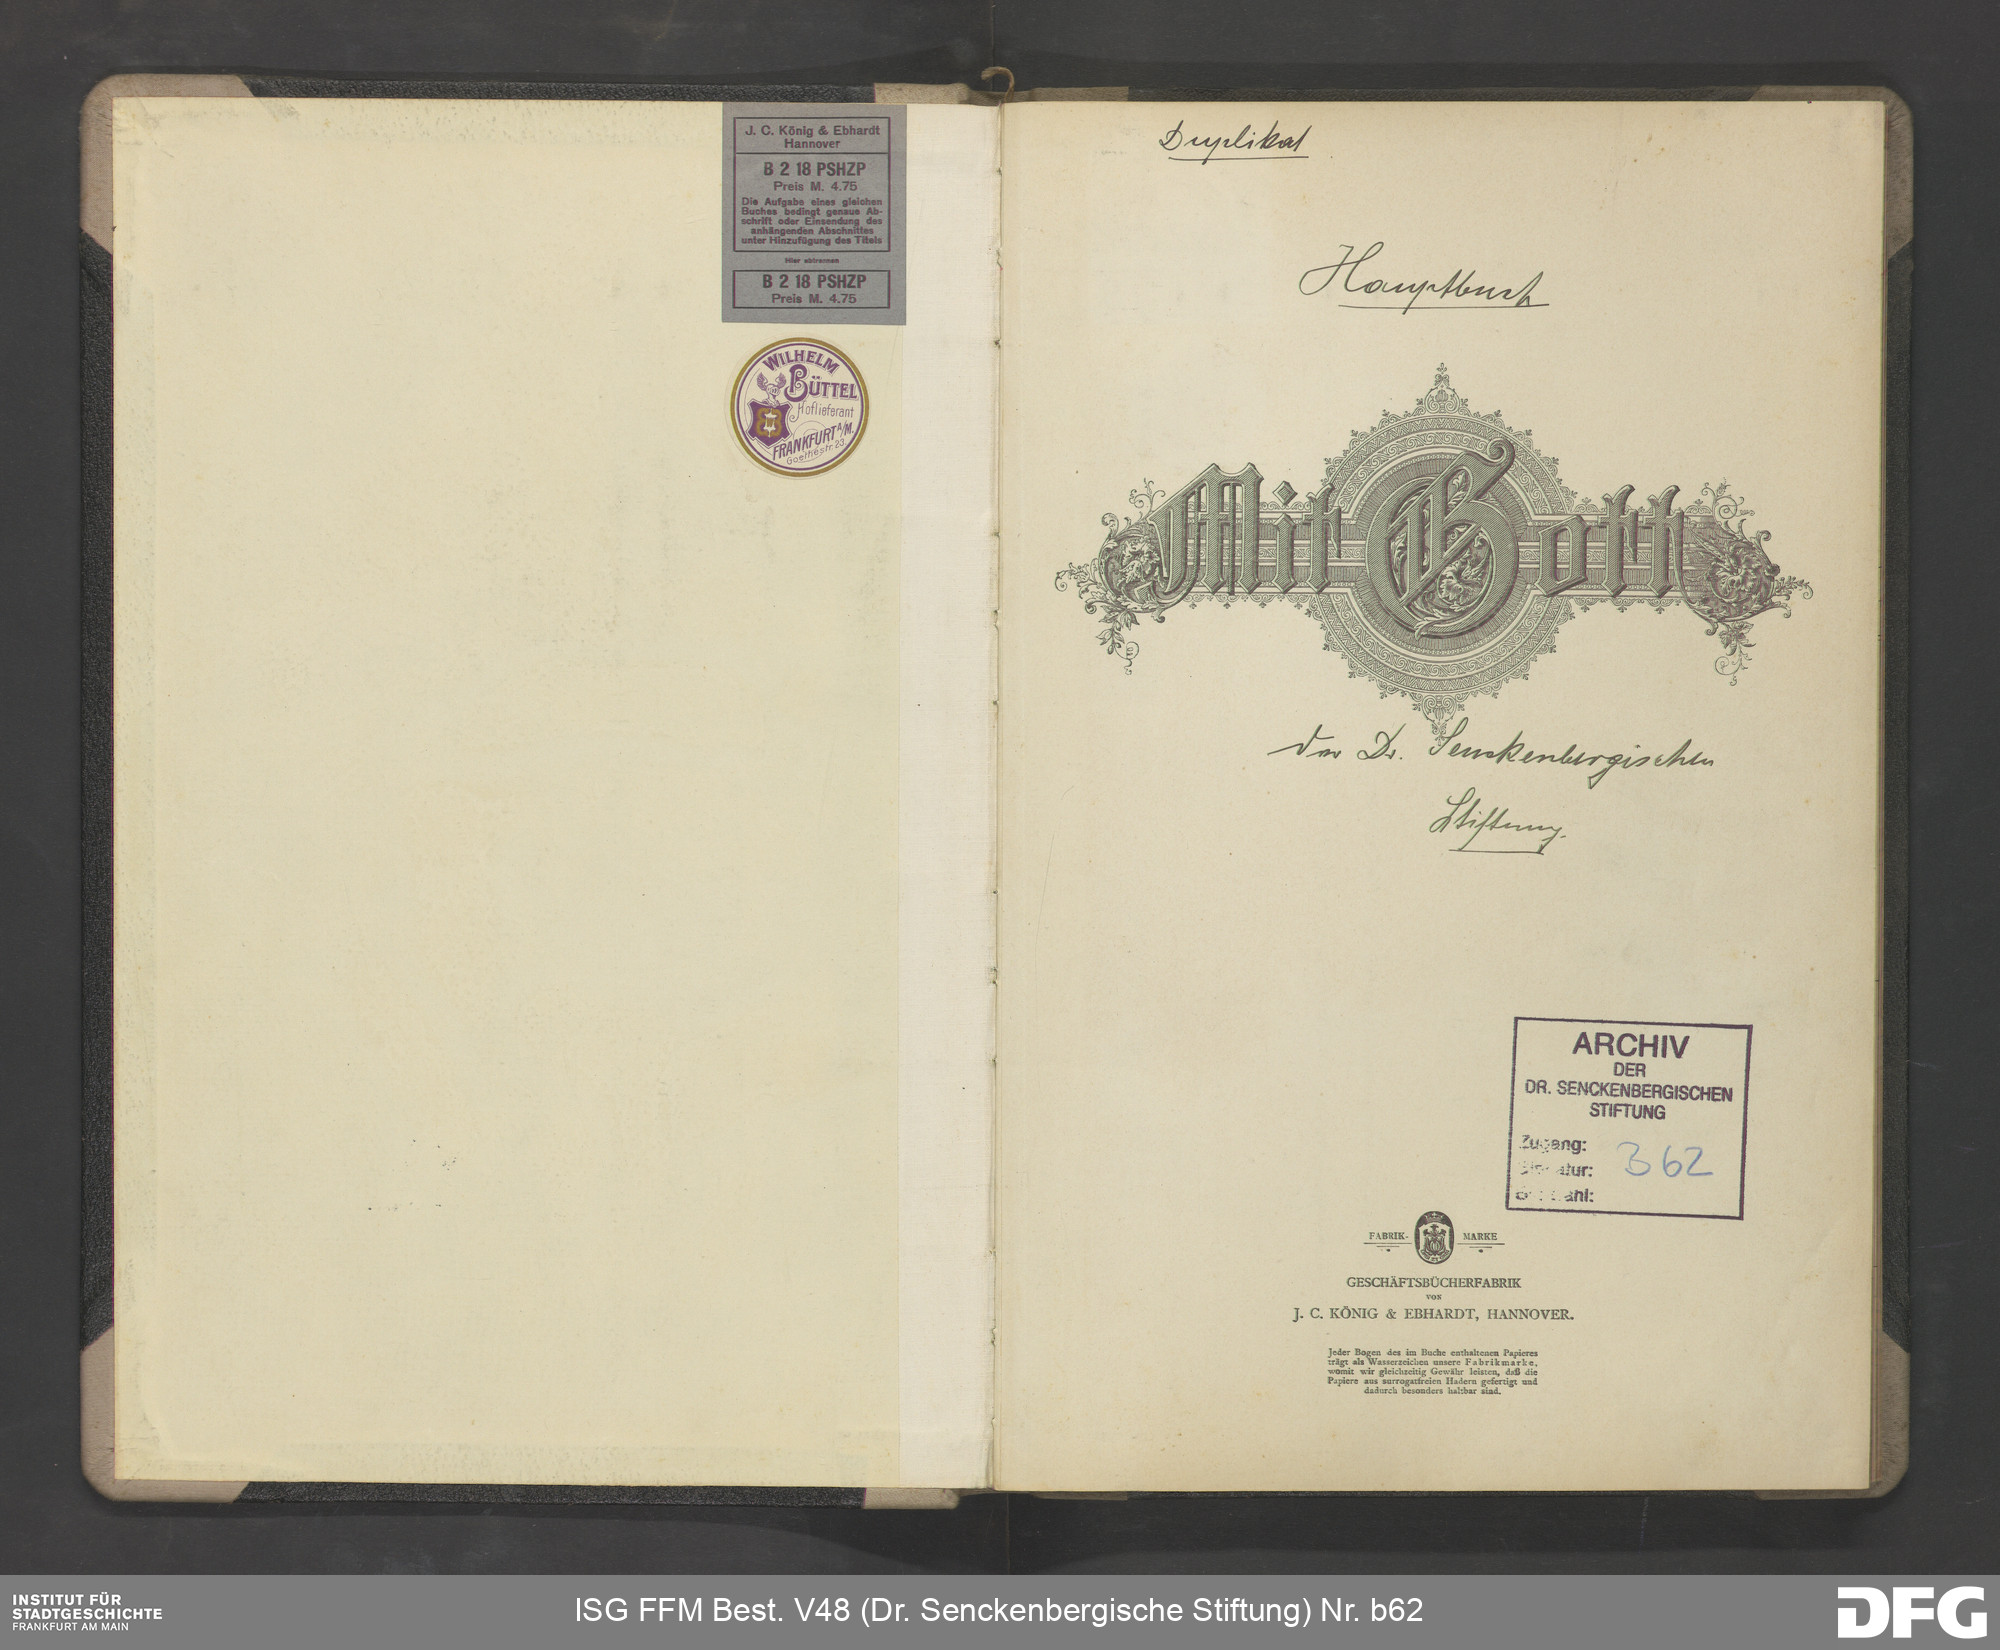 J. C. König & Ebhardt
Hannover
B 2 18 PSHZP
Preis M. 4.75
Die Aufgabe eines gleichen
Buches bedingt genaue Ab-
schrift oder Einsendung des
anhängenden Abschnittes
unter Hinzufügung des Titels
Hier abtrennen
B 2 18 PSHZP
Preis M. 4.75
WILHELM
BÜTTEL
Hoflieferant
FRANKFURT A/M.
Goethestr. 23.
Duplikat
Hauptbuch
Mit Gott
der Dr. Senckenbergischen
Stiftung.
ARCHIV
DER
DR. SENCKENBERGISCHEN
STIFTUNG
Zugang:
B 62
FABRIK- MARKE
GESCHÄFTSBÜCHERFABRIK
VON
J. C. KÖNIG & EBHARDT, HANNOVER.
Jeder Bogen des im Buche enthaltenen Papieres
trägt als Wasserzeichen unsere Fabrikmarke,
womit wir gleichzeitig Gewähr leisten, daß die
Papiere aus surrogatfreien Hadern gefertigt und
dadurch besonders haltbar sind.
INSTITUT FÜR
STADTGESCHICHTE
FRANKFURT AM MAIN
ISG FFM Best. V48 (Dr. Senckenbergische Stiftung) Nr. b62
DFG